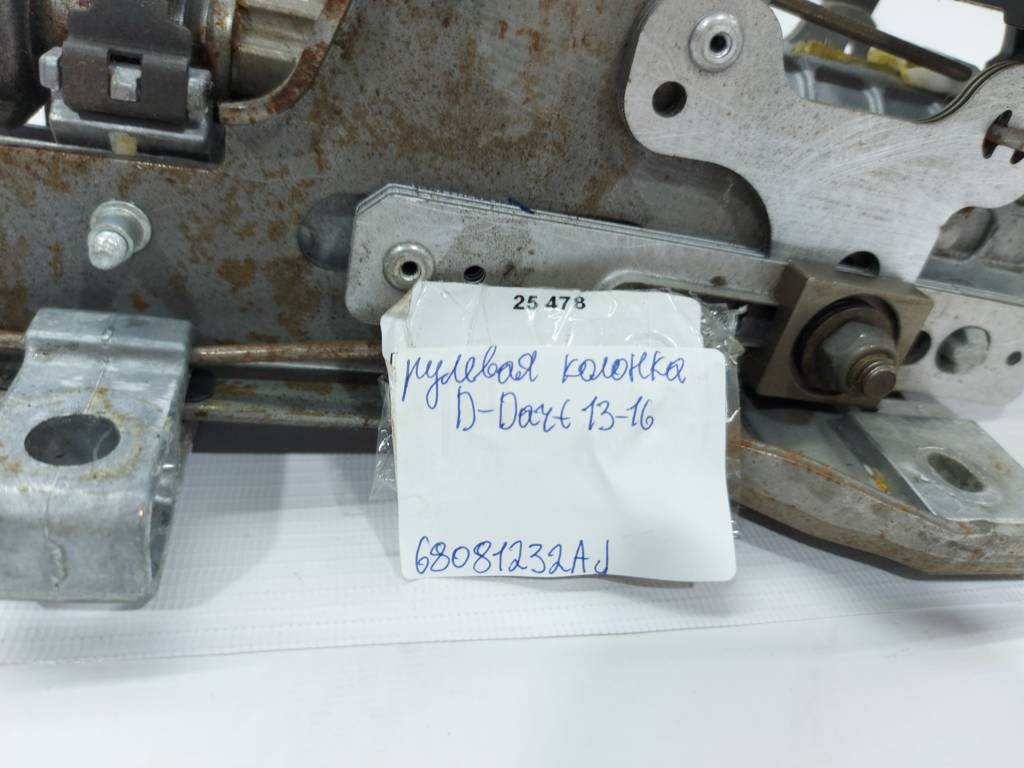 25 478
рулевая колонка
D-Dart 13-16
68081232AJ